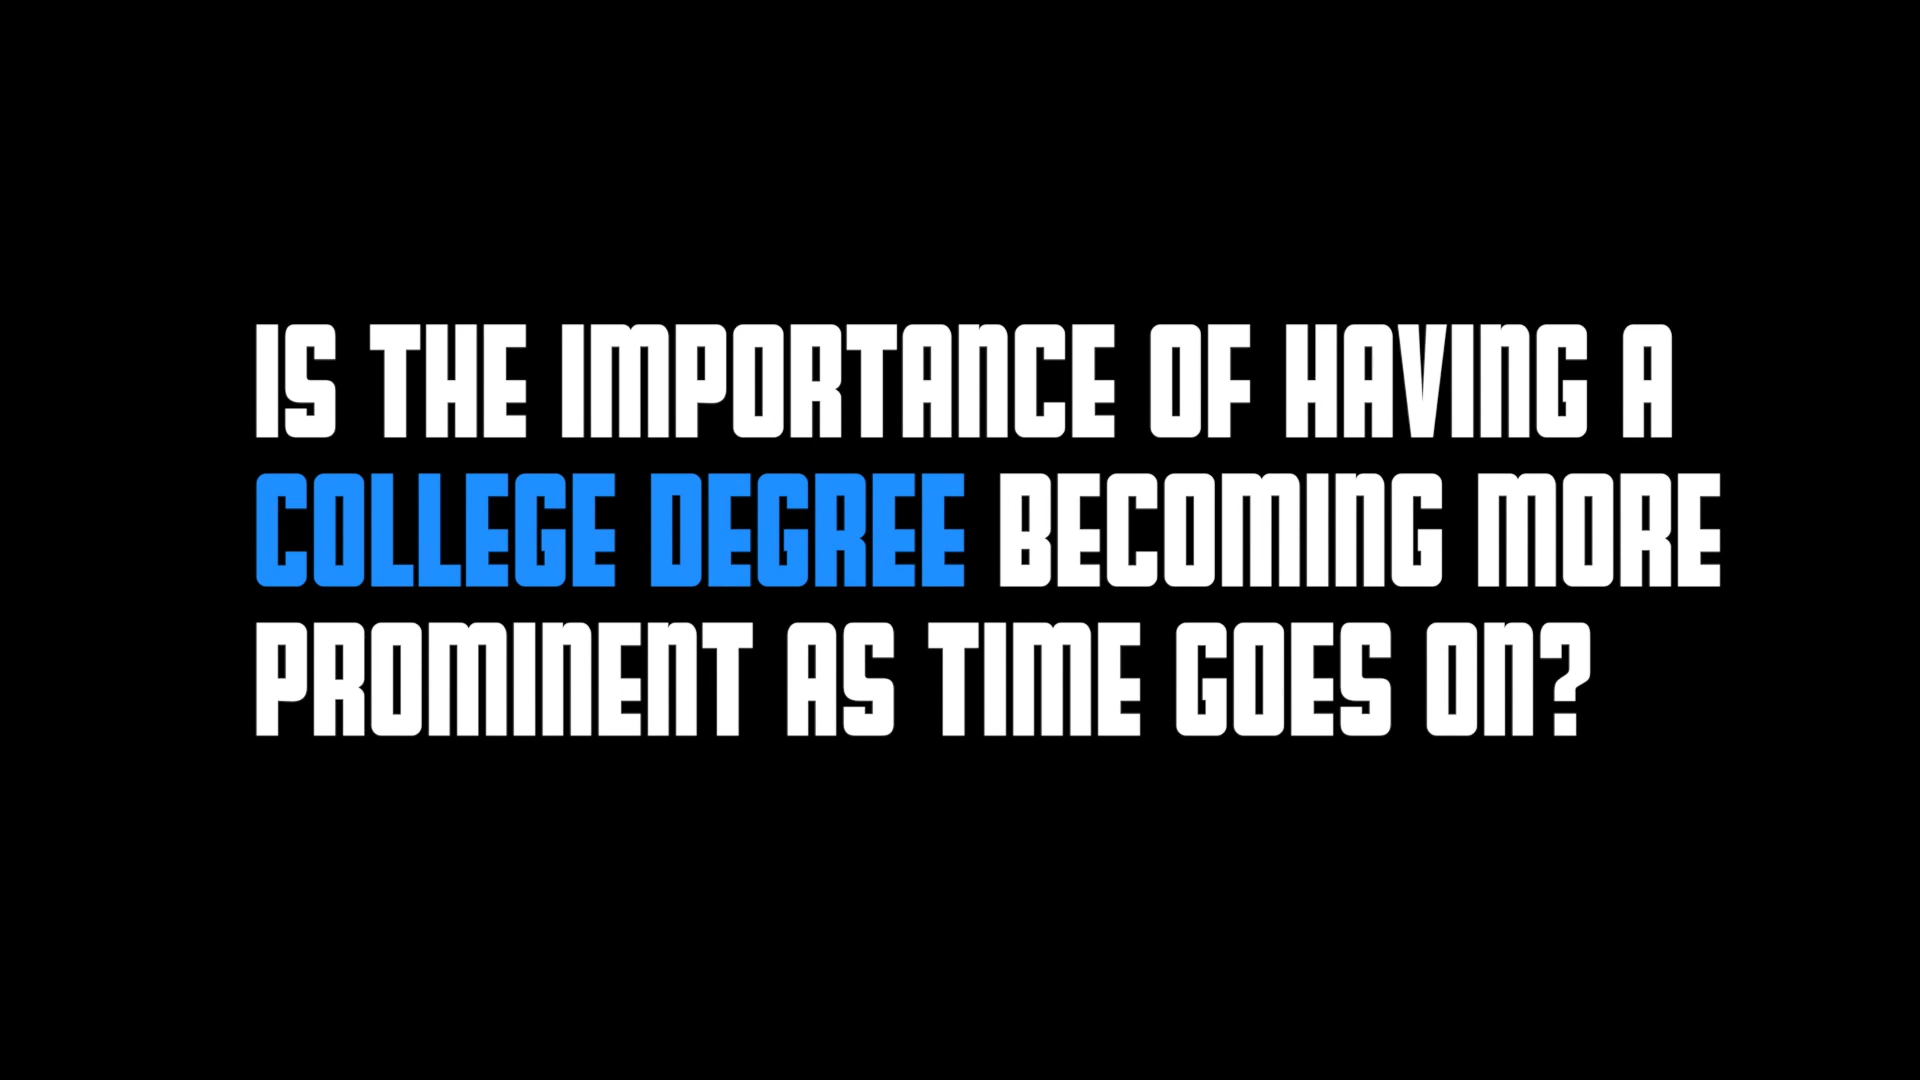 IS THE IMPORTANCE OF HAVING A
COLLEGE DEGREE BECOMING MORE
PROMINENT AS TIME GOES ON?